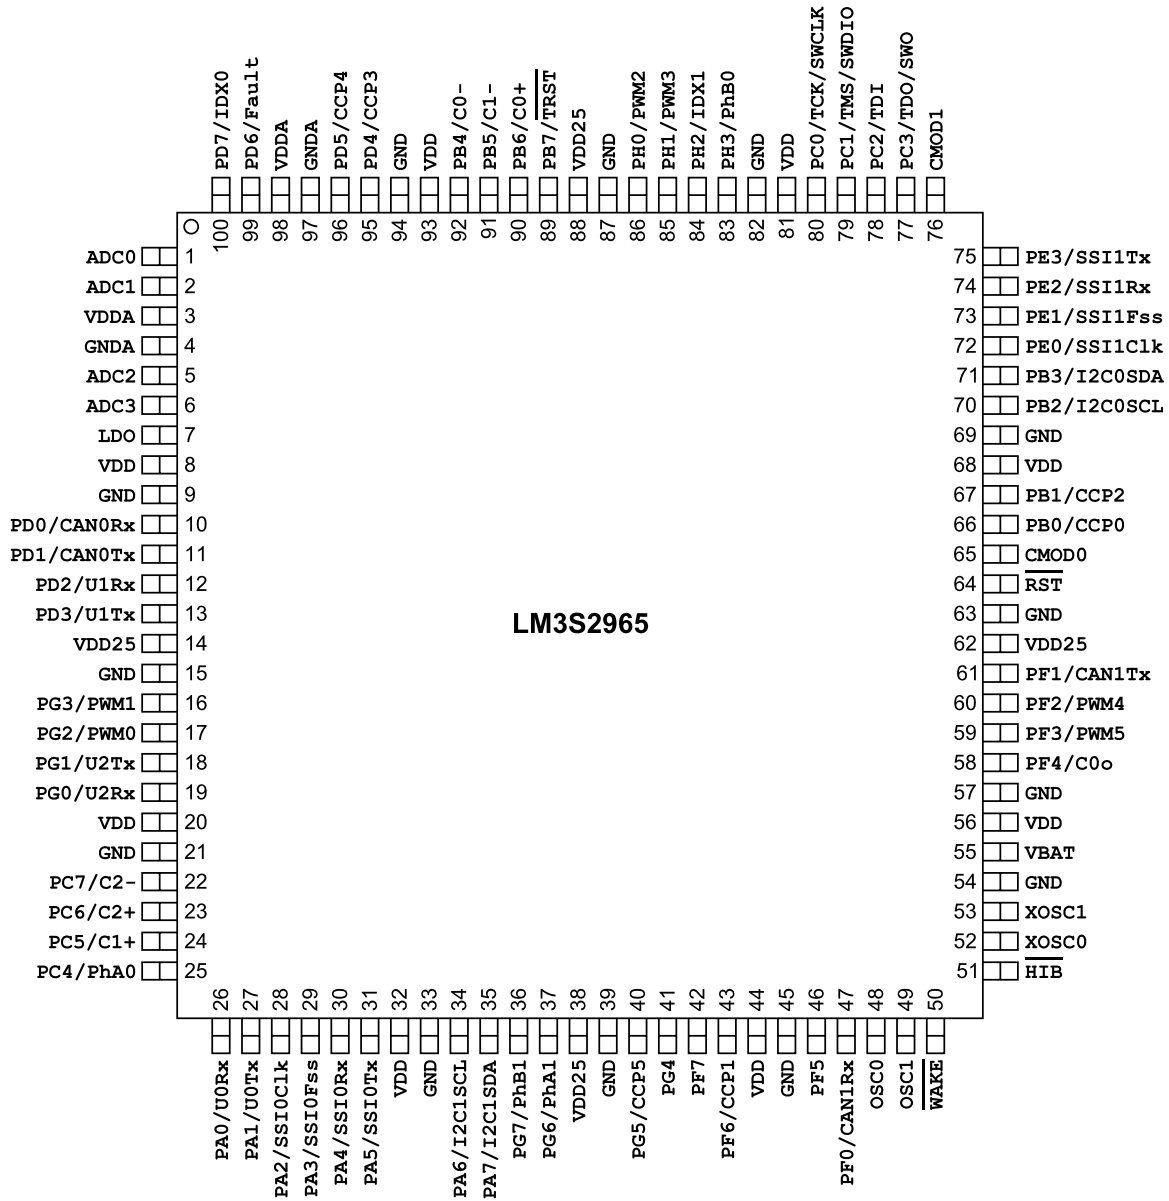 PD7/IDX0
PD6/Fault
VDDA
GNDA
PD5/CCP4
PD4/CCP3
GND
VDD
PB4/C0-
PB5/C1-
PB6/C0+
PB7/TRST
VDD25
GND
PH0/PWM2
PH1/PWM3
PH2/IDX1
PH3/PhB0
GND
VDD
PC0/TCK/SWCLK
PC1/TMS/SWDIO
PC2/TDI
PC3/TDO/SWO
CMOD1
100
99
98
97
96
95
94
93
92
91
90
89
88
87
86
85
84
83
82
81
80
79
78
77
76
ADC0 1
ADC1 2
VDDA 3
GNDA 4
ADC2 5
ADC3 6
LDO 7
VDD 8
GND 9
PD0/CAN0Rx 10
PD1/CAN0Tx 11
PD2/U1Rx 12
PD3/U1Tx 13
VDD25 14
GND 15
PG3/PWM1 16
PG2/PWM0 17
PG1/U2Tx 18
PG0/U2Rx 19
VDD 20
GND 21
PC7/C2- 22
PC6/C2+ 23
PC5/C1+ 24
PC4/PhA0 25
LM3S2965
75 PE3/SSI1Tx
74 PE2/SSI1Rx
73 PE1/SSI1Fss
72 PE0/SSI1Clk
71 PB3/I2C0SDA
70 PB2/I2C0SCL
69 GND
68 VDD
67 PB1/CCP2
66 PB0/CCP0
65 CMOD0
64 RST
63 GND
62 VDD25
61 PF1/CAN1Tx
60 PF2/PWM4
59 PF3/PWM5
58 PF4/C0o
57 GND
56 VDD
55 VBAT
54 GND
53 XOSC1
52 XOSC0
51 HIB
26
27
28
29
30
31
32
33
34
35
36
37
38
39
40
41
42
43
44
45
46
47
48
49
50
PA0/U0Rx
PA1/U0Tx
PA2/SSI0Clk
PA3/SSI0Fss
PA4/SSI0Rx
PA5/SSI0Tx
VDD
GND
PA6/I2C1SCL
PA7/I2C1SDA
PG7/PhB1
PG6/PhA1
VDD25
GND
PG5/CCP5
PG4
PF7
PF6/CCP1
VDD
GND
PF5
PF0/CAN1Rx
OSC0
OSC1
WAKE